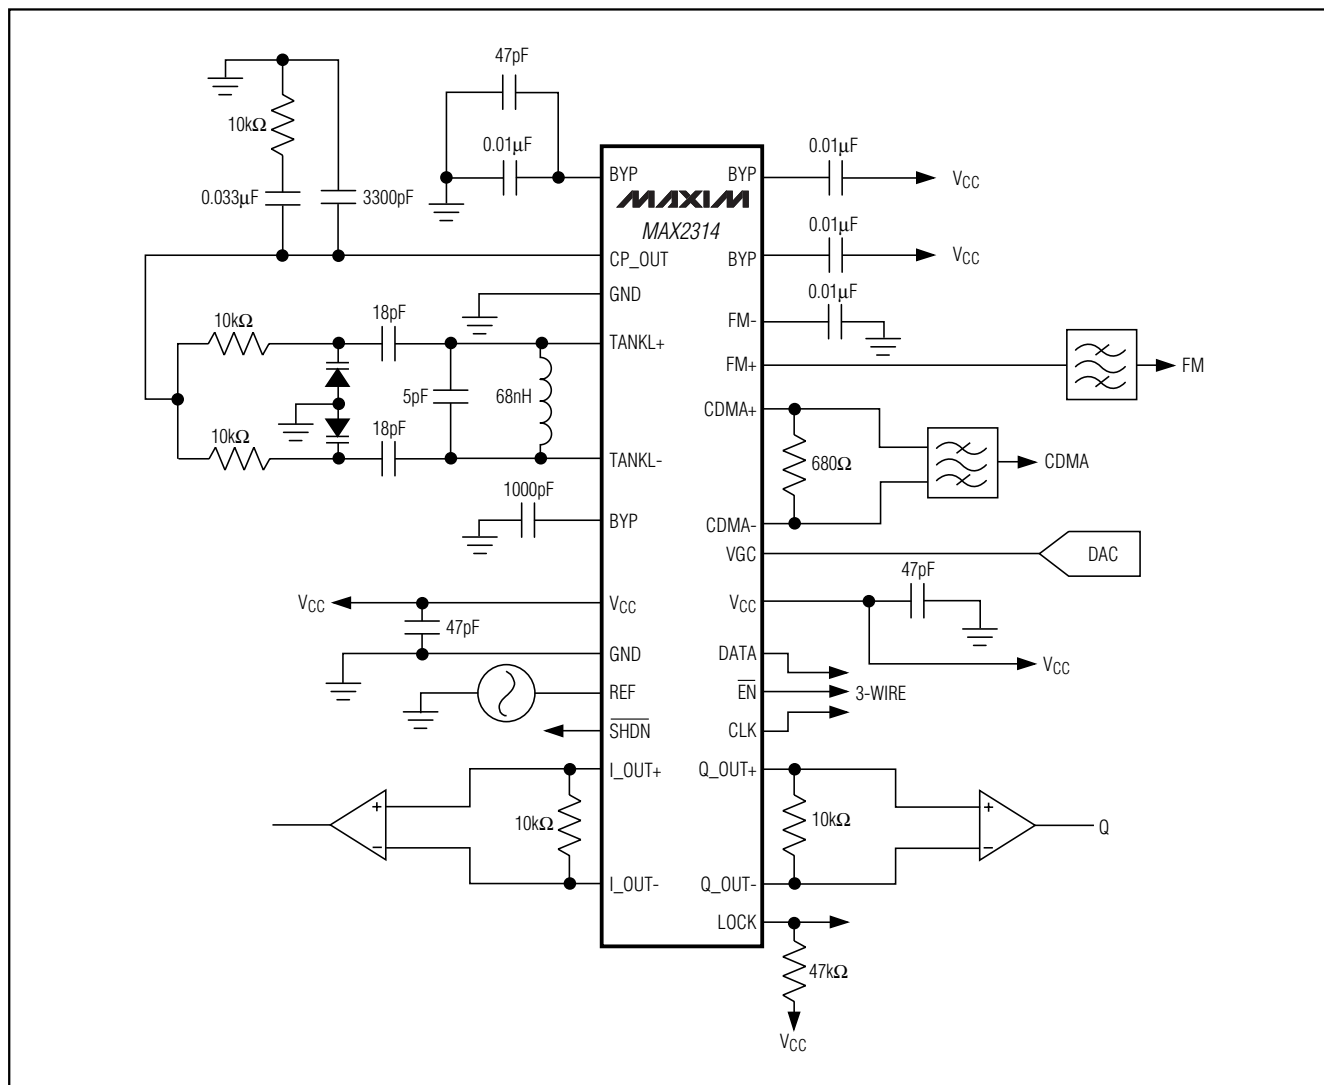 47pF
10kΩ
0.01μF
0.01μF
BYP
BYP
VCC
0.033μF
3300pF
MAXIM
MAX2314
0.01μF
CP_OUT
BYP
VCC
GND
0.01μF
18pF
FM-
10kΩ
TANKL+
FM+
FM
5pF
68nH
CDMA+
18pF
10kΩ
TANKL-
680Ω
CDMA
1000pF
BYP
CDMA-
VGC
DAC
47pF
VCC
VCC
VCC
47pF
GND
DATA
VCC
REF
EN
3-WIRE
SHDN
CLK
I_OUT+
Q_OUT+
+
+
10kΩ
10kΩ
Q
−
−
I_OUT-
Q_OUT-
LOCK
47kΩ
VCC